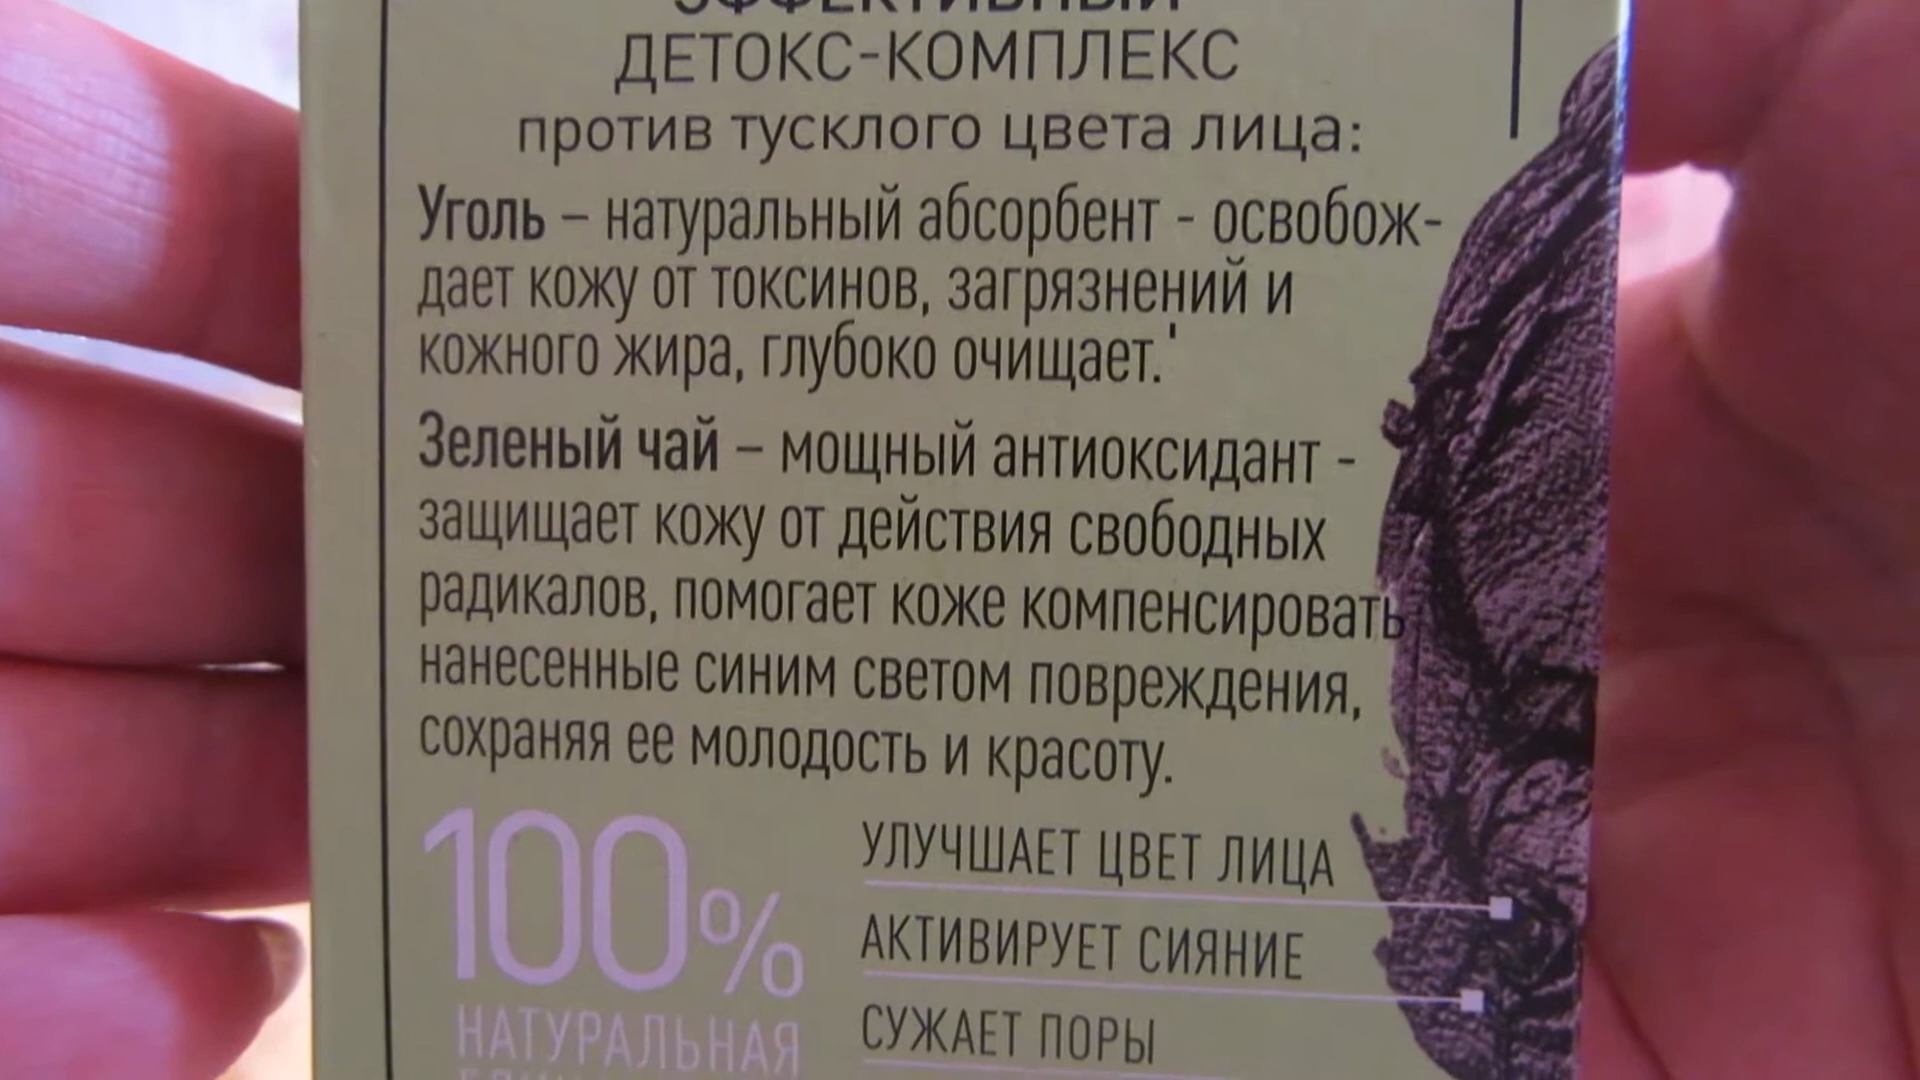 ЭФФЕКТИВНЫЙ
ДЕТОКС-КОМПЛЕКС
против тусклого цвета лица:
Уголь – натуральный абсорбент - освобож-
дает кожу от токсинов, загрязнений и
кожного жира, глубоко очищает.
Зеленый чай – мощный антиоксидант -
защищает кожу от действия свободных
радикалов, помогает коже компенсировать
нанесенные синим светом повреждения,
сохраняя ее молодость и красоту.
100%
НАТУРАЛЬНАЯ
УЛУЧШАЕТ ЦВЕТ ЛИЦА
АКТИВИРУЕТ СИЯНИЕ
СУЖАЕТ ПОРЫ